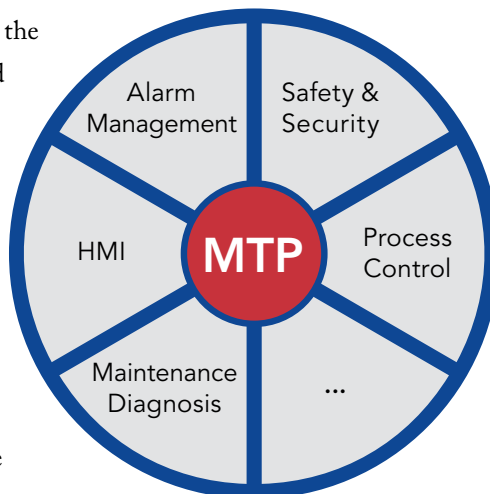 the
d
Alarm
Management
Safety &
Security
HMI
MTP
Process
Control
Maintenance
Diagnosis
...
e